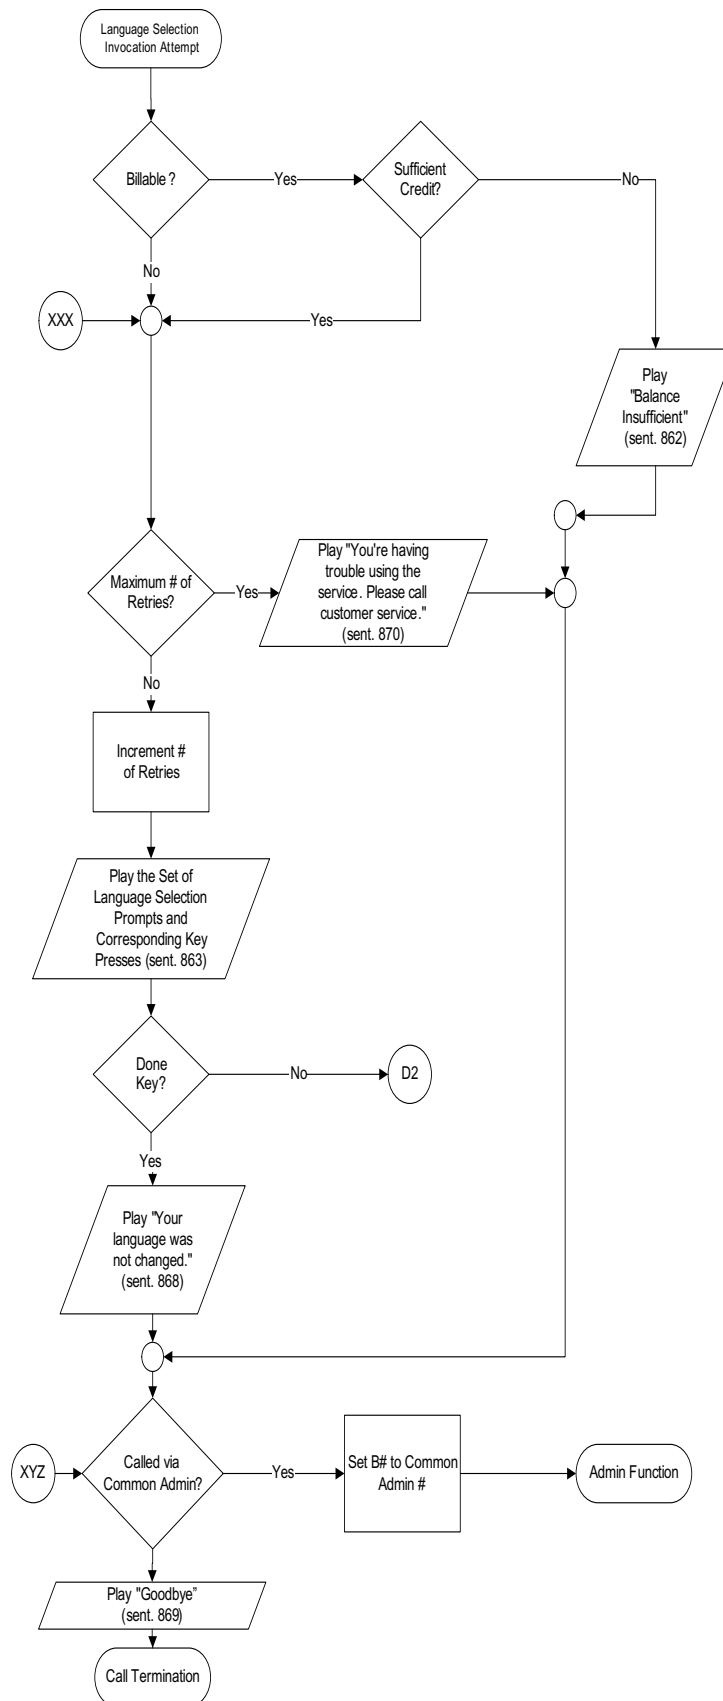 Language Selection
Invocation Attempt
Billable ?
Yes
Sufficient
Credit?
No
No
XXX
Yes
Play
"Balance
Insufficient"
(sent. 862)
Maximum # of
Retries?
Yes
Play "You're having
trouble using the
service. Please call
customer service."
(sent. 870)
No
Increment #
of Retries
Play the Set of
Language Selection
Prompts and
Corresponding Key
Presses (sent. 863)
Done
Key?
No
D2
Yes
Play "Your
language was
not changed."
(sent. 868)
XYZ
Called via
Common Admin?
Yes
Set B# to Common
Admin #
Admin Function
Play "Goodbye”
(sent. 869)
Call Termination